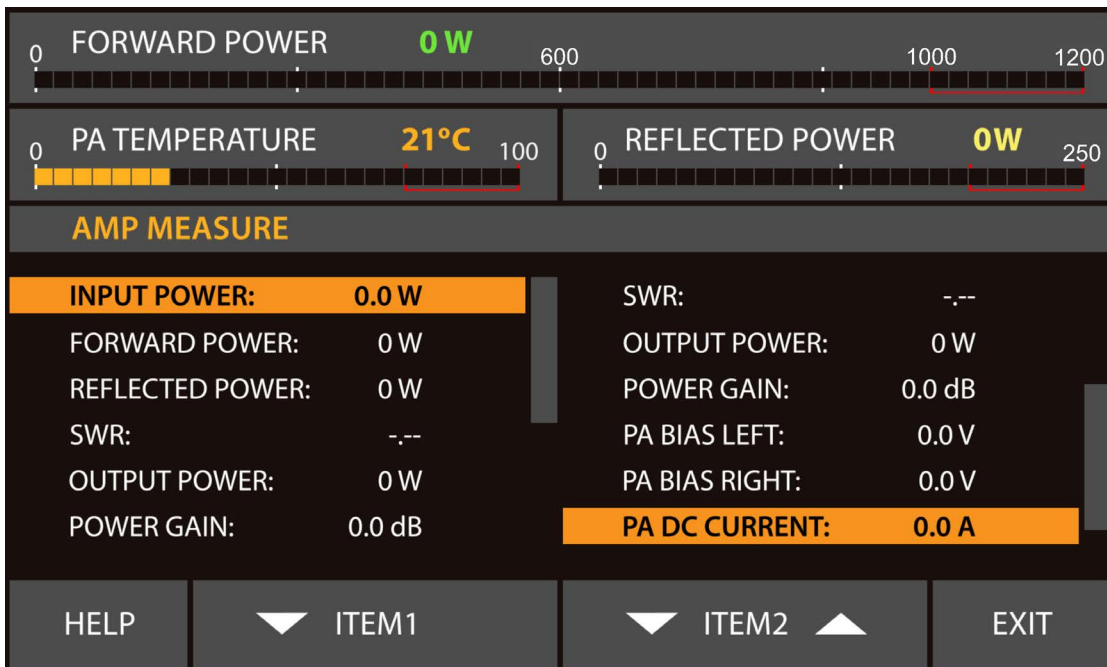 FORWARD POWER 0 W
0 600 1000 1200
PA TEMPERATURE 21°C
0 100
REFLECTED POWER 0W
0 250
AMP MEASURE
INPUT POWER: 0.0 W
FORWARD POWER: 0 W
REFLECTED POWER: 0 W
SWR: -.--
OUTPUT POWER: 0 W
POWER GAIN: 0.0 dB
SWR: -.--
OUTPUT POWER: 0 W
POWER GAIN: 0.0 dB
PA BIAS LEFT: 0.0 V
PA BIAS RIGHT: 0.0 V
PA DC CURRENT: 0.0 A
HELP
ITEM1
ITEM2
EXIT